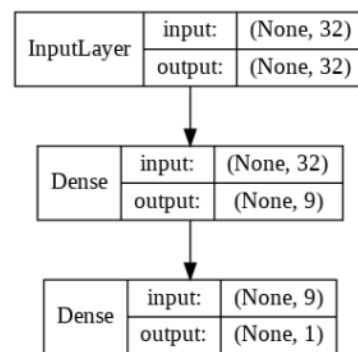 InputLayer input: (None, 32)
output: (None, 32)
Dense input: (None, 32)
output: (None, 9)
Dense input: (None, 9)
output: (None, 1)